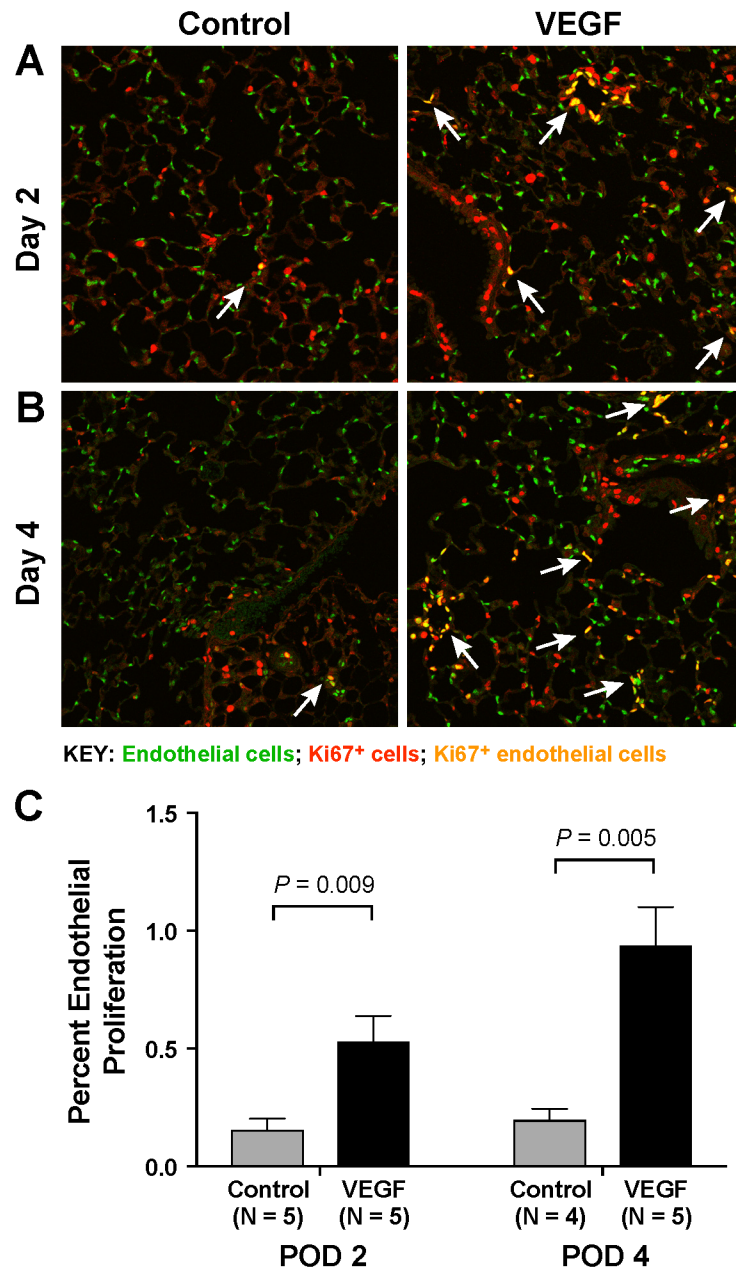 Control VEGF
A
Day 2
B
Day 4
KEY: Endothelial cells; Ki67⁺ cells; Ki67⁺ endothelial cells
C
Percent Endothelial
Proliferation
1.5
1.0
0.5
0.0
P = 0.009
P = 0.005
Control VEGF Control VEGF
(N = 5) (N = 5) (N = 4) (N = 5)
POD 2 POD 4